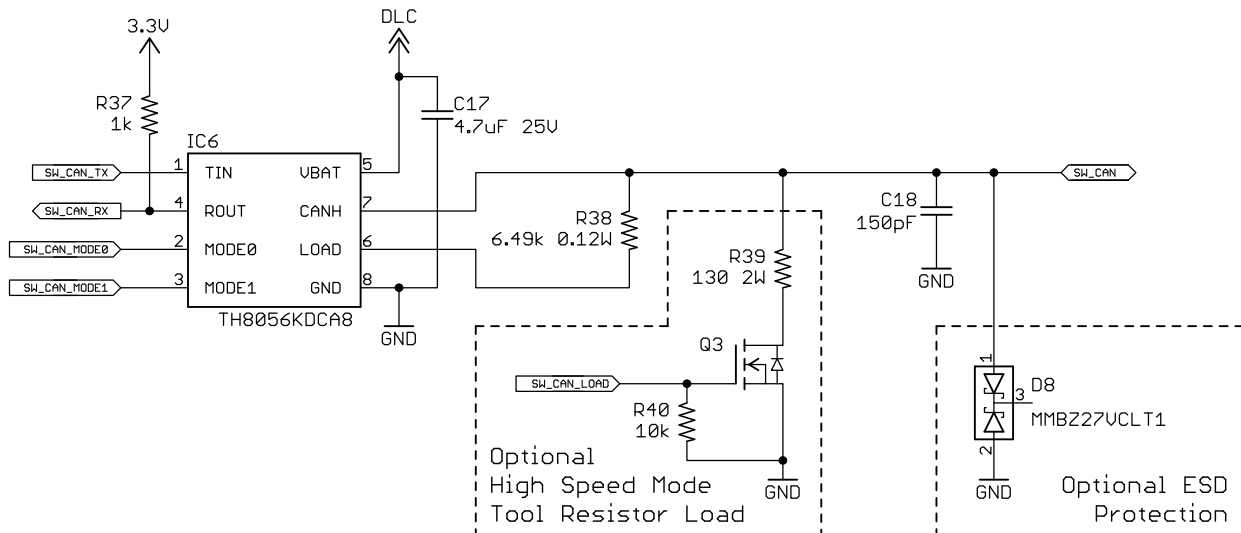 3.3V
DLC
R37
1k
C17
4.7uF 25V
IC6
SW_CAN_TX
1
TIN
VBAT
5
SW_CAN
SW_CAN_RX
4
ROUT
CANH
7
C18
150pF
R38
6.49k 0.12W
SW_CAN_MODE0
2
MODE0
LOAD
6
R39
130 2W
SW_CAN_MODE1
3
MODE1
GND
8
GND
TH8056KDCA8
GND
Q3
SW_CAN_LOAD
1
D8
3
MMBZ27VCLT1
R40
10k
2
Optional
High Speed Mode
Tool Resistor Load
GND
GND
Optional ESD
Protection